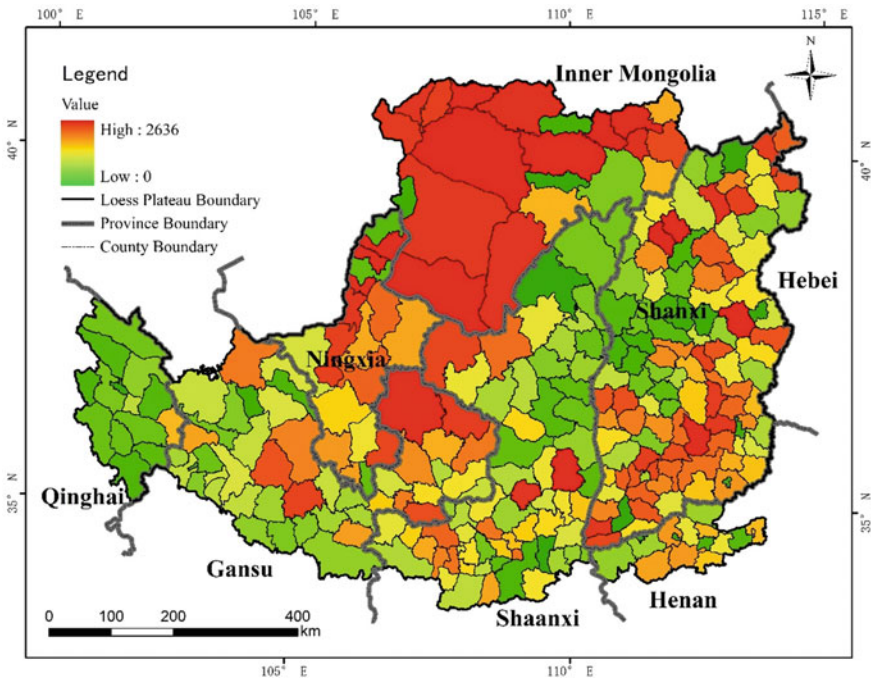 100° E 105° E 110° E 115° E
N
Legend
Value
High : 2636
Low : 0
Loess Plateau Boundary
Province Boundary
County Boundary
Inner Mongolia
40° N
40° N
Hebei
Shanxi
Ningxia
35° N
35° N
Qinghai
Gansu
Shaanxi
Henan
0 100 200 400
km
105° E 110° E